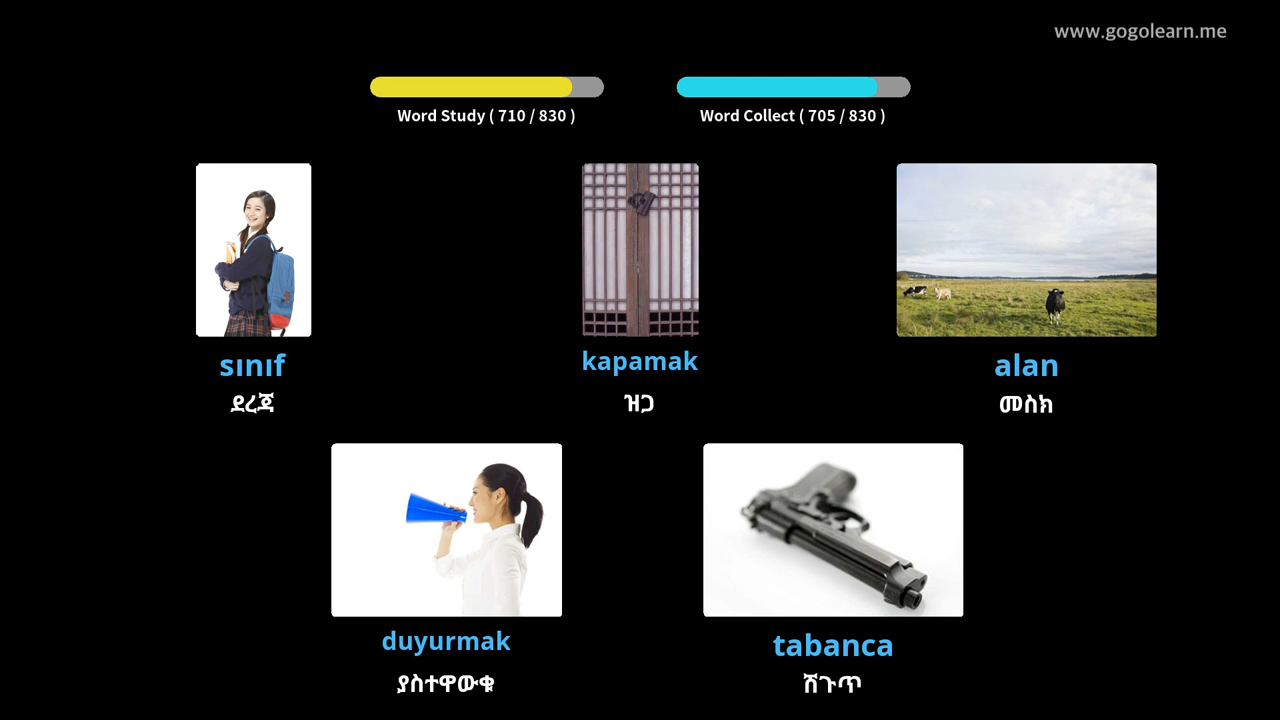 www.gogolearn.me
Word Study ( 710 / 830 )
Word Collect ( 705 / 830 )
sınıf
ደረጃ
kapamak
ዝጋ
alan
መስክ
duyurmak
ያስተዋውቁ
tabanca
ሽጉጥ